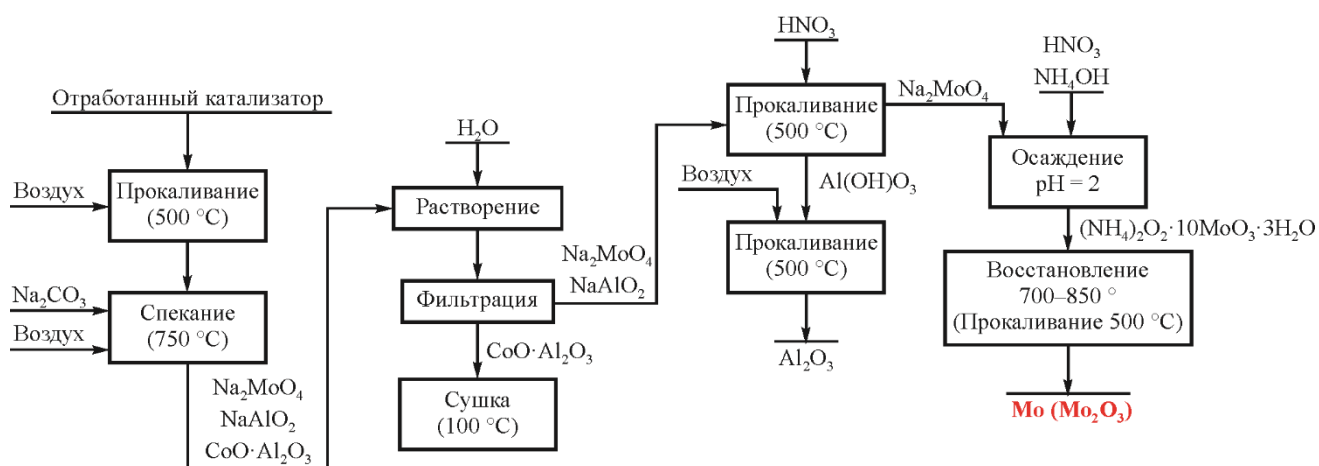 Отработанный катализатор
Воздух
Прокаливание
(500 °C)
Na₂CO₃
Воздух
Спекание
(750 °C)
Na₂MoO₄
NaAlO₂
CoO·Al₂O₃
H₂O
Растворение
Фильтрация
Na₂MoO₄
NaAlO₂
CoO·Al₂O₃
Сушка
(100 °C)
HNO₃
Прокаливание
(500 °C)
Na₂MoO₄
Воздух
Al(OH)O₃
Прокаливание
(500 °C)
Al₂O₃
HNO₃
NH₄OH
Осаждение
pH = 2
(NH₄)₂O₂·10MoO₃·3H₂O
Восстановление
700–850 °
(Прокаливание 500 °C)
Mo (Mo₂O₃)